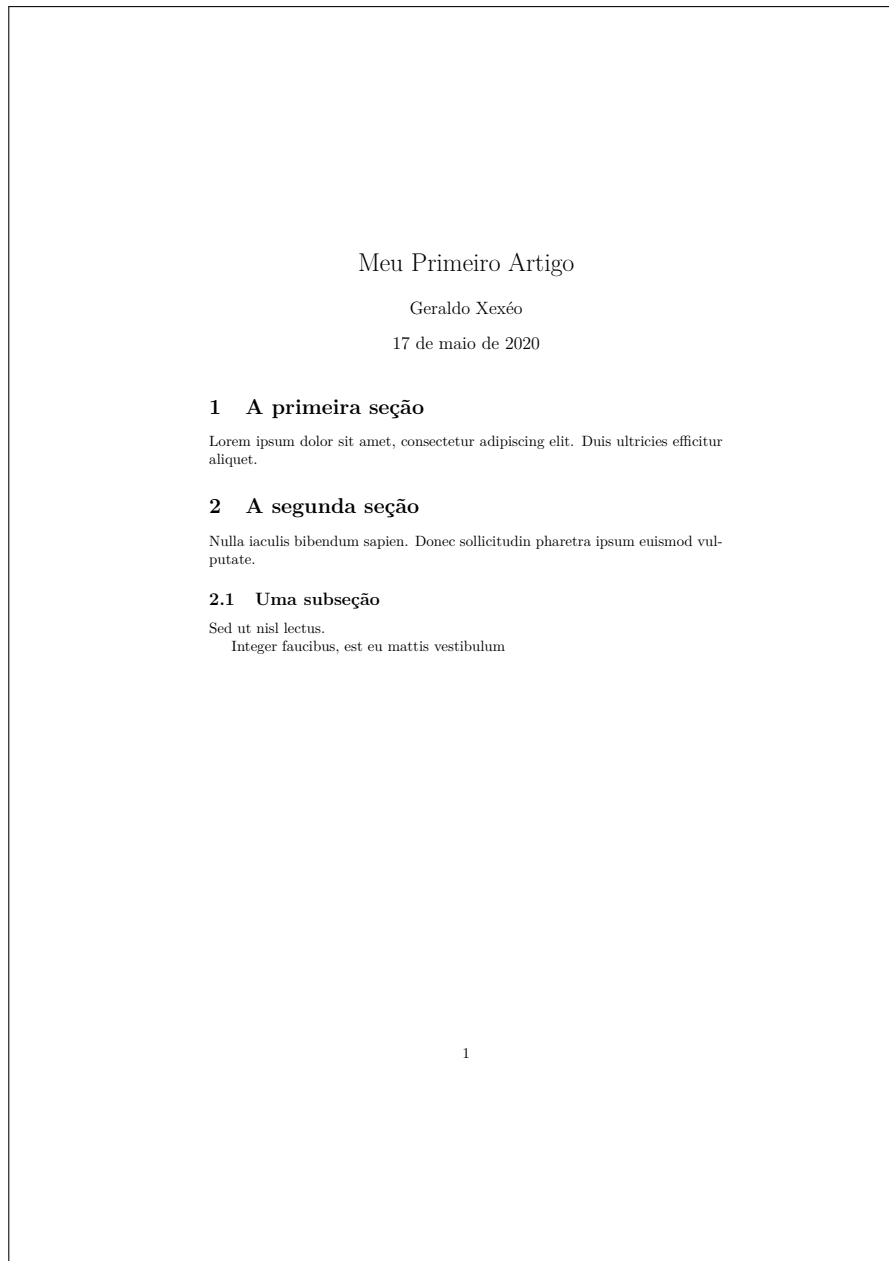 Meu Primeiro Artigo
Geraldo Xexéo
17 de maio de 2020
1 A primeira seção
Lorem ipsum dolor sit amet, consectetur adipiscing elit. Duis ultricies efficitur
aliquet.
2 A segunda seção
Nulla iaculis bibendum sapien. Donec sollicitudin pharetra ipsum euismod vul-
putate.
2.1 Uma subseção
Sed ut nisl lectus.
Integer faucibus, est eu mattis vestibulum
1